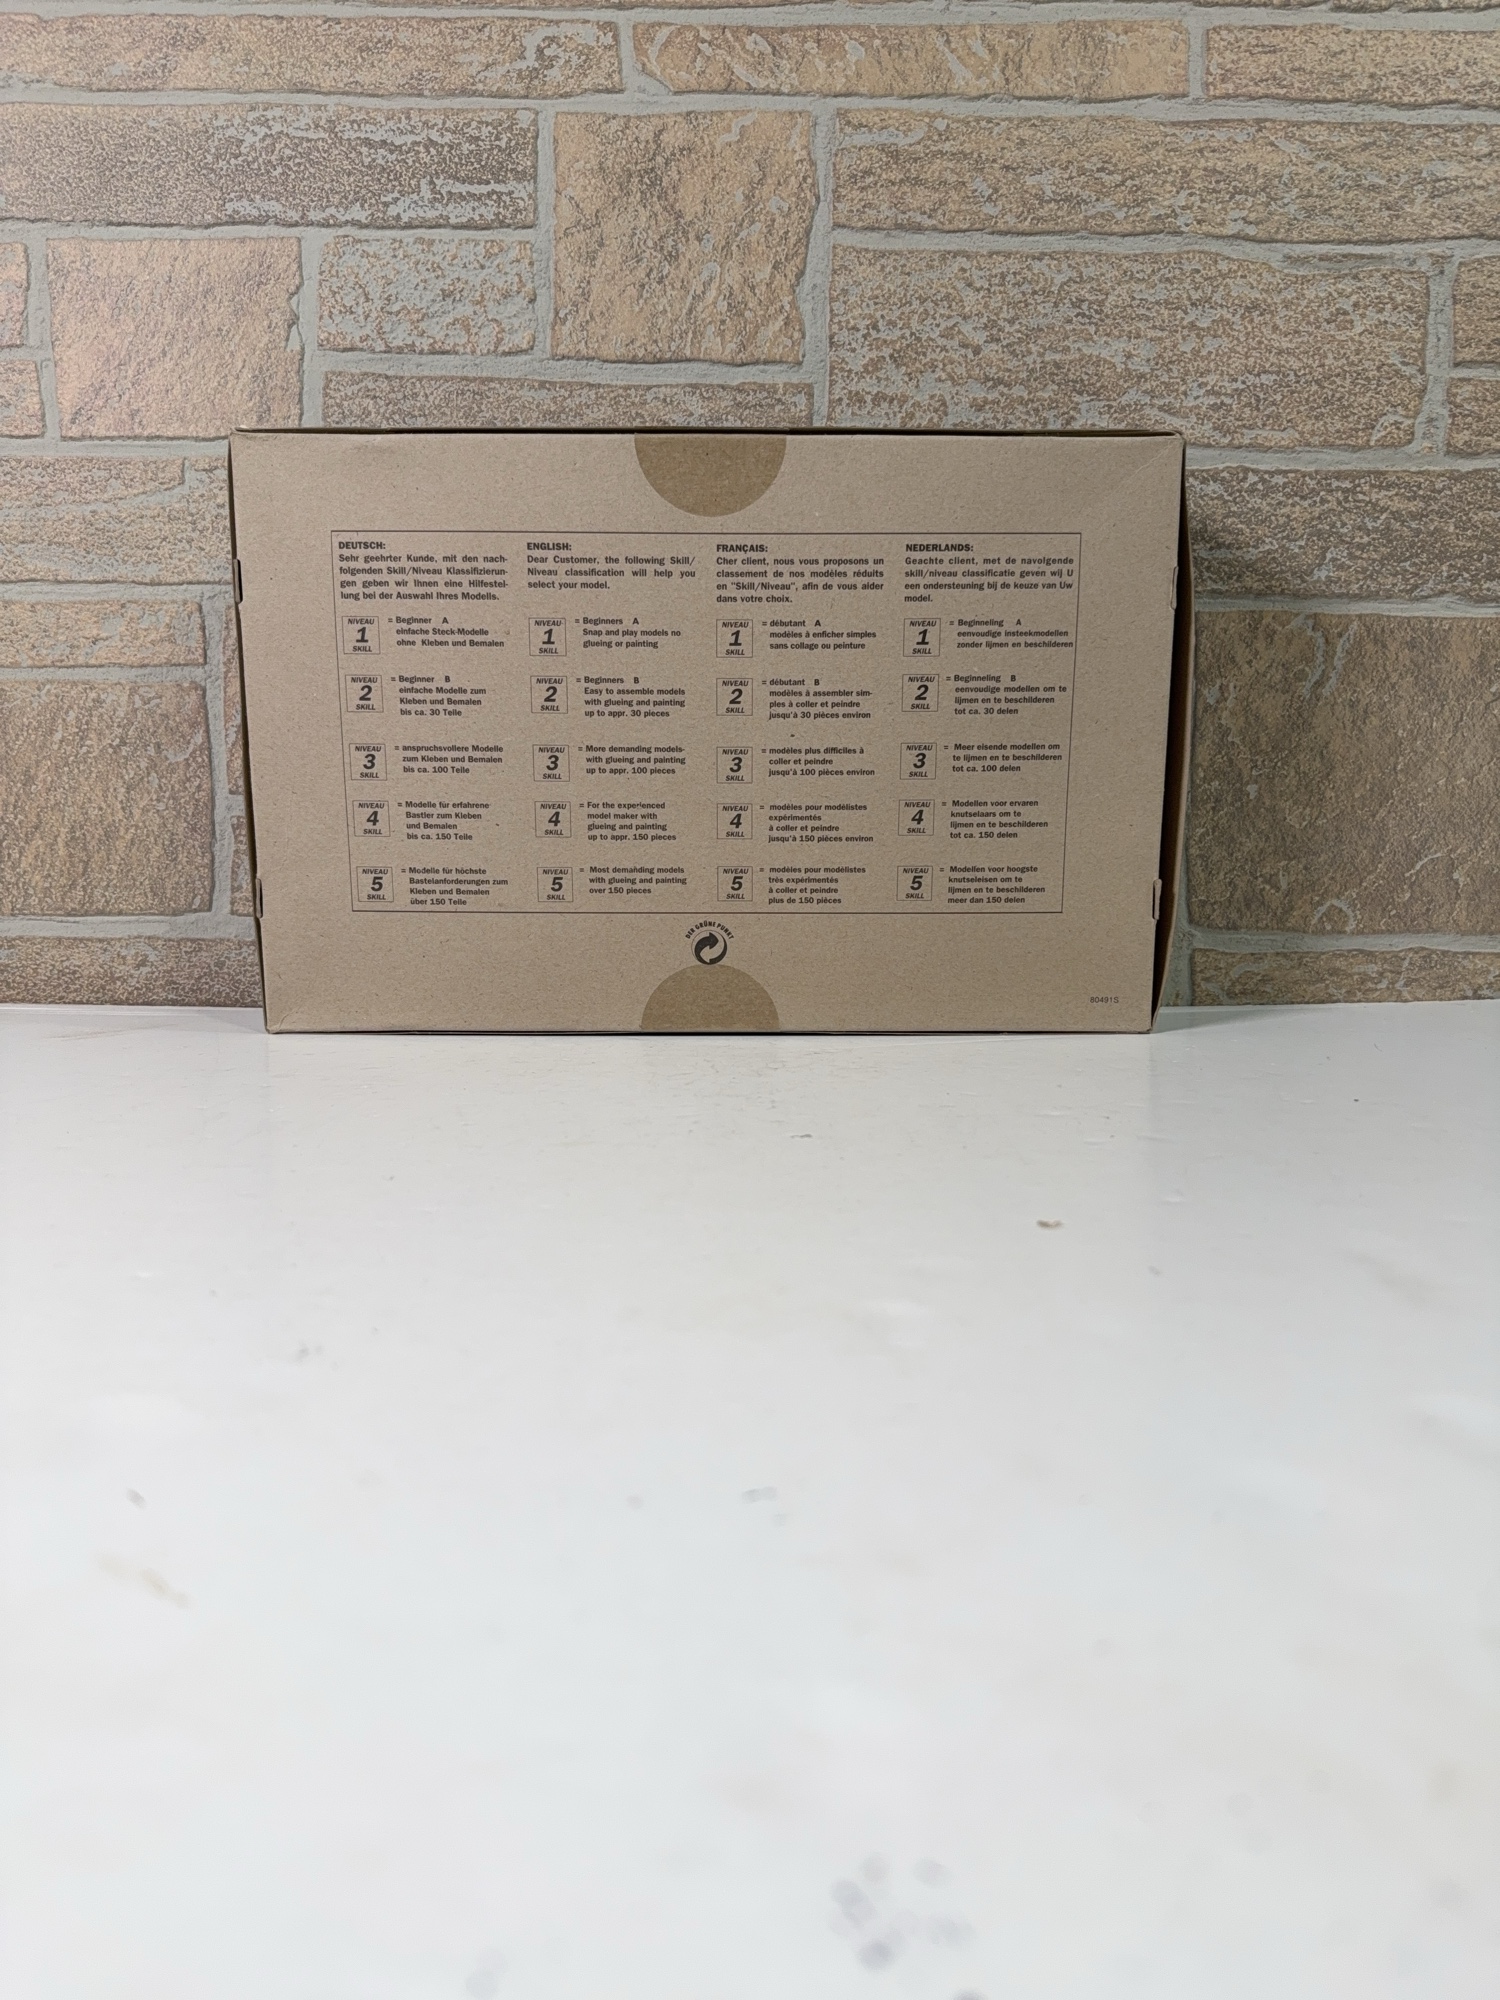 DEUTSCH:
Sehr geehrter Kunde, mit den nach-
folgenden Skill/Niveau Klassifizierun-
gen geben wir Ihnen eine Hilfestel-
lung bei der Auswahl Ihres Modells.
NIVEAU
1
SKILL
= Beginner A
einfache Steck-Modelle
ohne Kleben und Bemalen
NIVEAU
2
SKILL
= Beginner B
einfache Modelle zum
Kleben und Bemalen
bis ca. 30 Teile
NIVEAU
3
SKILL
= anspruchsvollere Modelle
zum Kleben und Bemalen
bis ca. 100 Teile
NIVEAU
4
SKILL
= Modelle für erfahrene
Bastler zum Kleben
und Bemalen
bis ca. 150 Teile
NIVEAU
5
SKILL
= Modelle für höchste
Bastelanforderungen zum
Kleben und Bemalen
über 150 Teile
ENGLISH:
Dear Customer, the following Skill/
Niveau classification will help you
select your model.
NIVEAU
1
SKILL
= Beginners A
Snap and play models no
glueing or painting
NIVEAU
2
SKILL
= Beginners B
Easy to assemble models
with glueing and painting
up to appr. 30 pieces
NIVEAU
3
SKILL
= More demanding models
with glueing and painting
up to appr. 100 pieces
NIVEAU
4
SKILL
= For the experienced
model maker with
glueing and painting
up to appr. 150 pieces
NIVEAU
5
SKILL
= Most demanding models
with glueing and painting
over 150 pieces
FRANÇAIS:
Cher client, nous vous proposons un
classement de nos modèles réduits
en "Skill/Niveau", afin de vous aider
dans votre choix.
NIVEAU
1
SKILL
= débutant A
modèles à enficher simples
sans collage ou peinture
NIVEAU
2
SKILL
= débutant B
modèles à assembler sim-
ples à coller et peindre
jusqu'à 30 pièces environ
NIVEAU
3
SKILL
= modèles plus difficiles à
coller et peindre
jusqu'à 100 pièces environ
NIVEAU
4
SKILL
= modèles pour modélistes
expérimentés
à coller et peindre
jusqu'à 150 pièces environ
NIVEAU
5
SKILL
= modèles pour modélistes
très expérimentés
à coller et peindre
plus de 150 pièces
NEDERLANDS:
Geachte client, met de navolgende
skill/niveau classificatie geven wij U
een ondersteuning bij de keuze van Uw
model.
NIVEAU
1
SKILL
= Beginneling A
eenvoudige insteekmodellen
zonder lijmen en beschilderen
NIVEAU
2
SKILL
= Beginneling B
eenvoudige modellen om te
lijmen en te beschilderen
tot ca. 30 delen
NIVEAU
3
SKILL
= Meer eisende modellen om
te lijmen en te beschilderen
tot ca. 100 delen
NIVEAU
4
SKILL
= Modellen voor ervaren
knutselaars om te
lijmen en te beschilderen
tot ca. 150 delen
NIVEAU
5
SKILL
= Modellen voor hoogste
knutseleisen om te
lijmen en te beschilderen
meer dan 150 delen
DER GRÜNE PUNKT
80491S